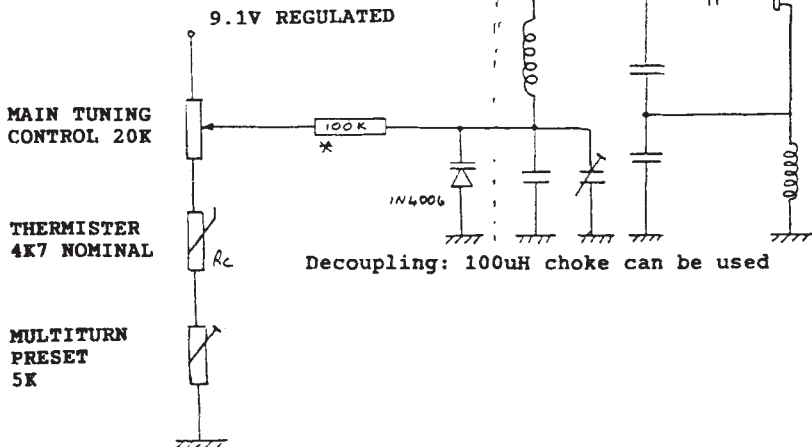 9.1V REGULATED
MAIN TUNING
CONTROL 20K
100K
*
1N4006
THERMISTER
4K7 NOMINAL
Rc
Decoupling: 100uH choke can be used
MULTITURN
PRESET
5K